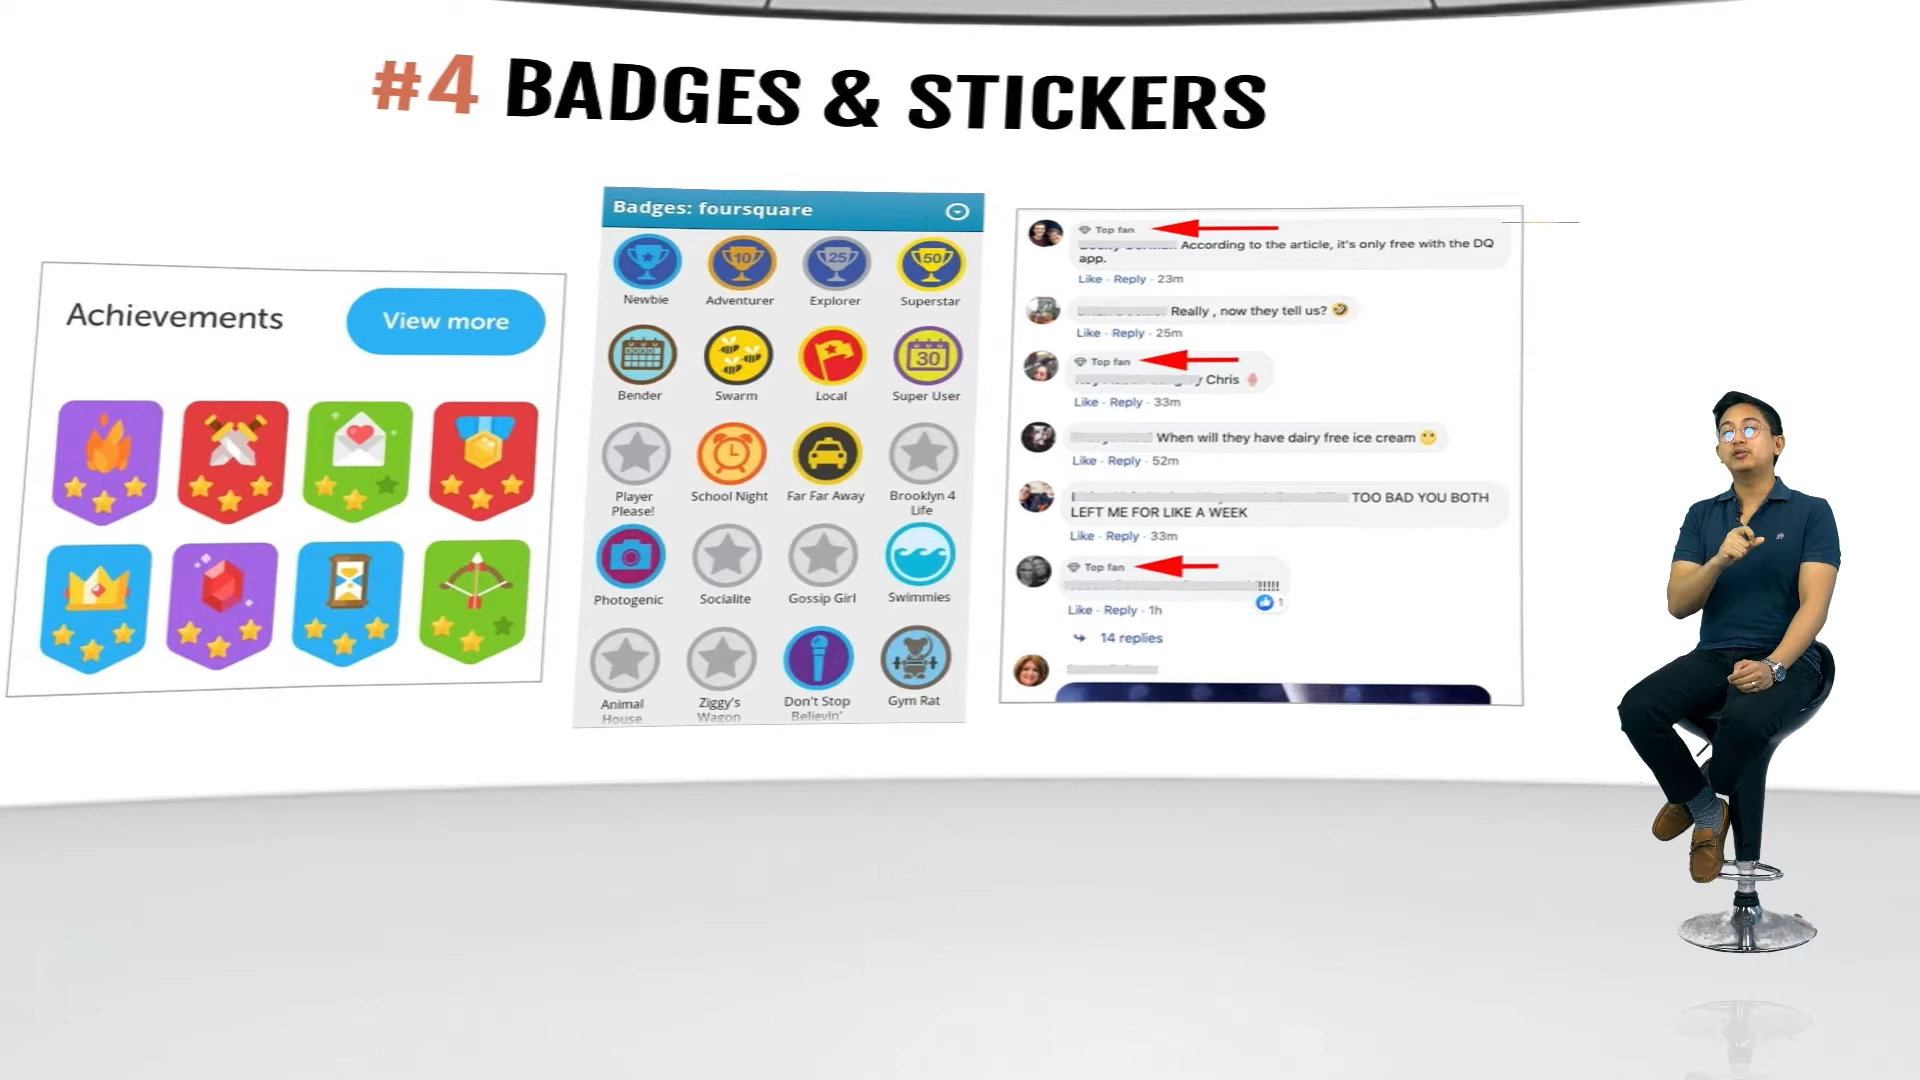 #4 BADGES & STICKERS
Achievements
View more
Badges: foursquare
Newbie
Adventurer
Explorer
Superstar
10
25
50
Bender
Swarm
Local
Super User
30
Player
Please!
School Night
Far Far Away
Brooklyn 4
Life
Photogenic
Socialite
Gossip Girl
Swimmies
Animal
House
Ziggy's
Wagon
Don't Stop
Believin'
Gym Rat
Top fan
According to the article, it's only free with the DQ
app.
Like · Reply · 23m
Really , now they tell us?
Like · Reply · 25m
Top fan
Chris
Like · Reply · 33m
When will they have dairy free ice cream
Like · Reply · 52m
TOO BAD YOU BOTH
LEFT ME FOR LIKE A WEEK
Like · Reply · 33m
Top fan
!!!!!
1
Like · Reply · 1h
14 replies